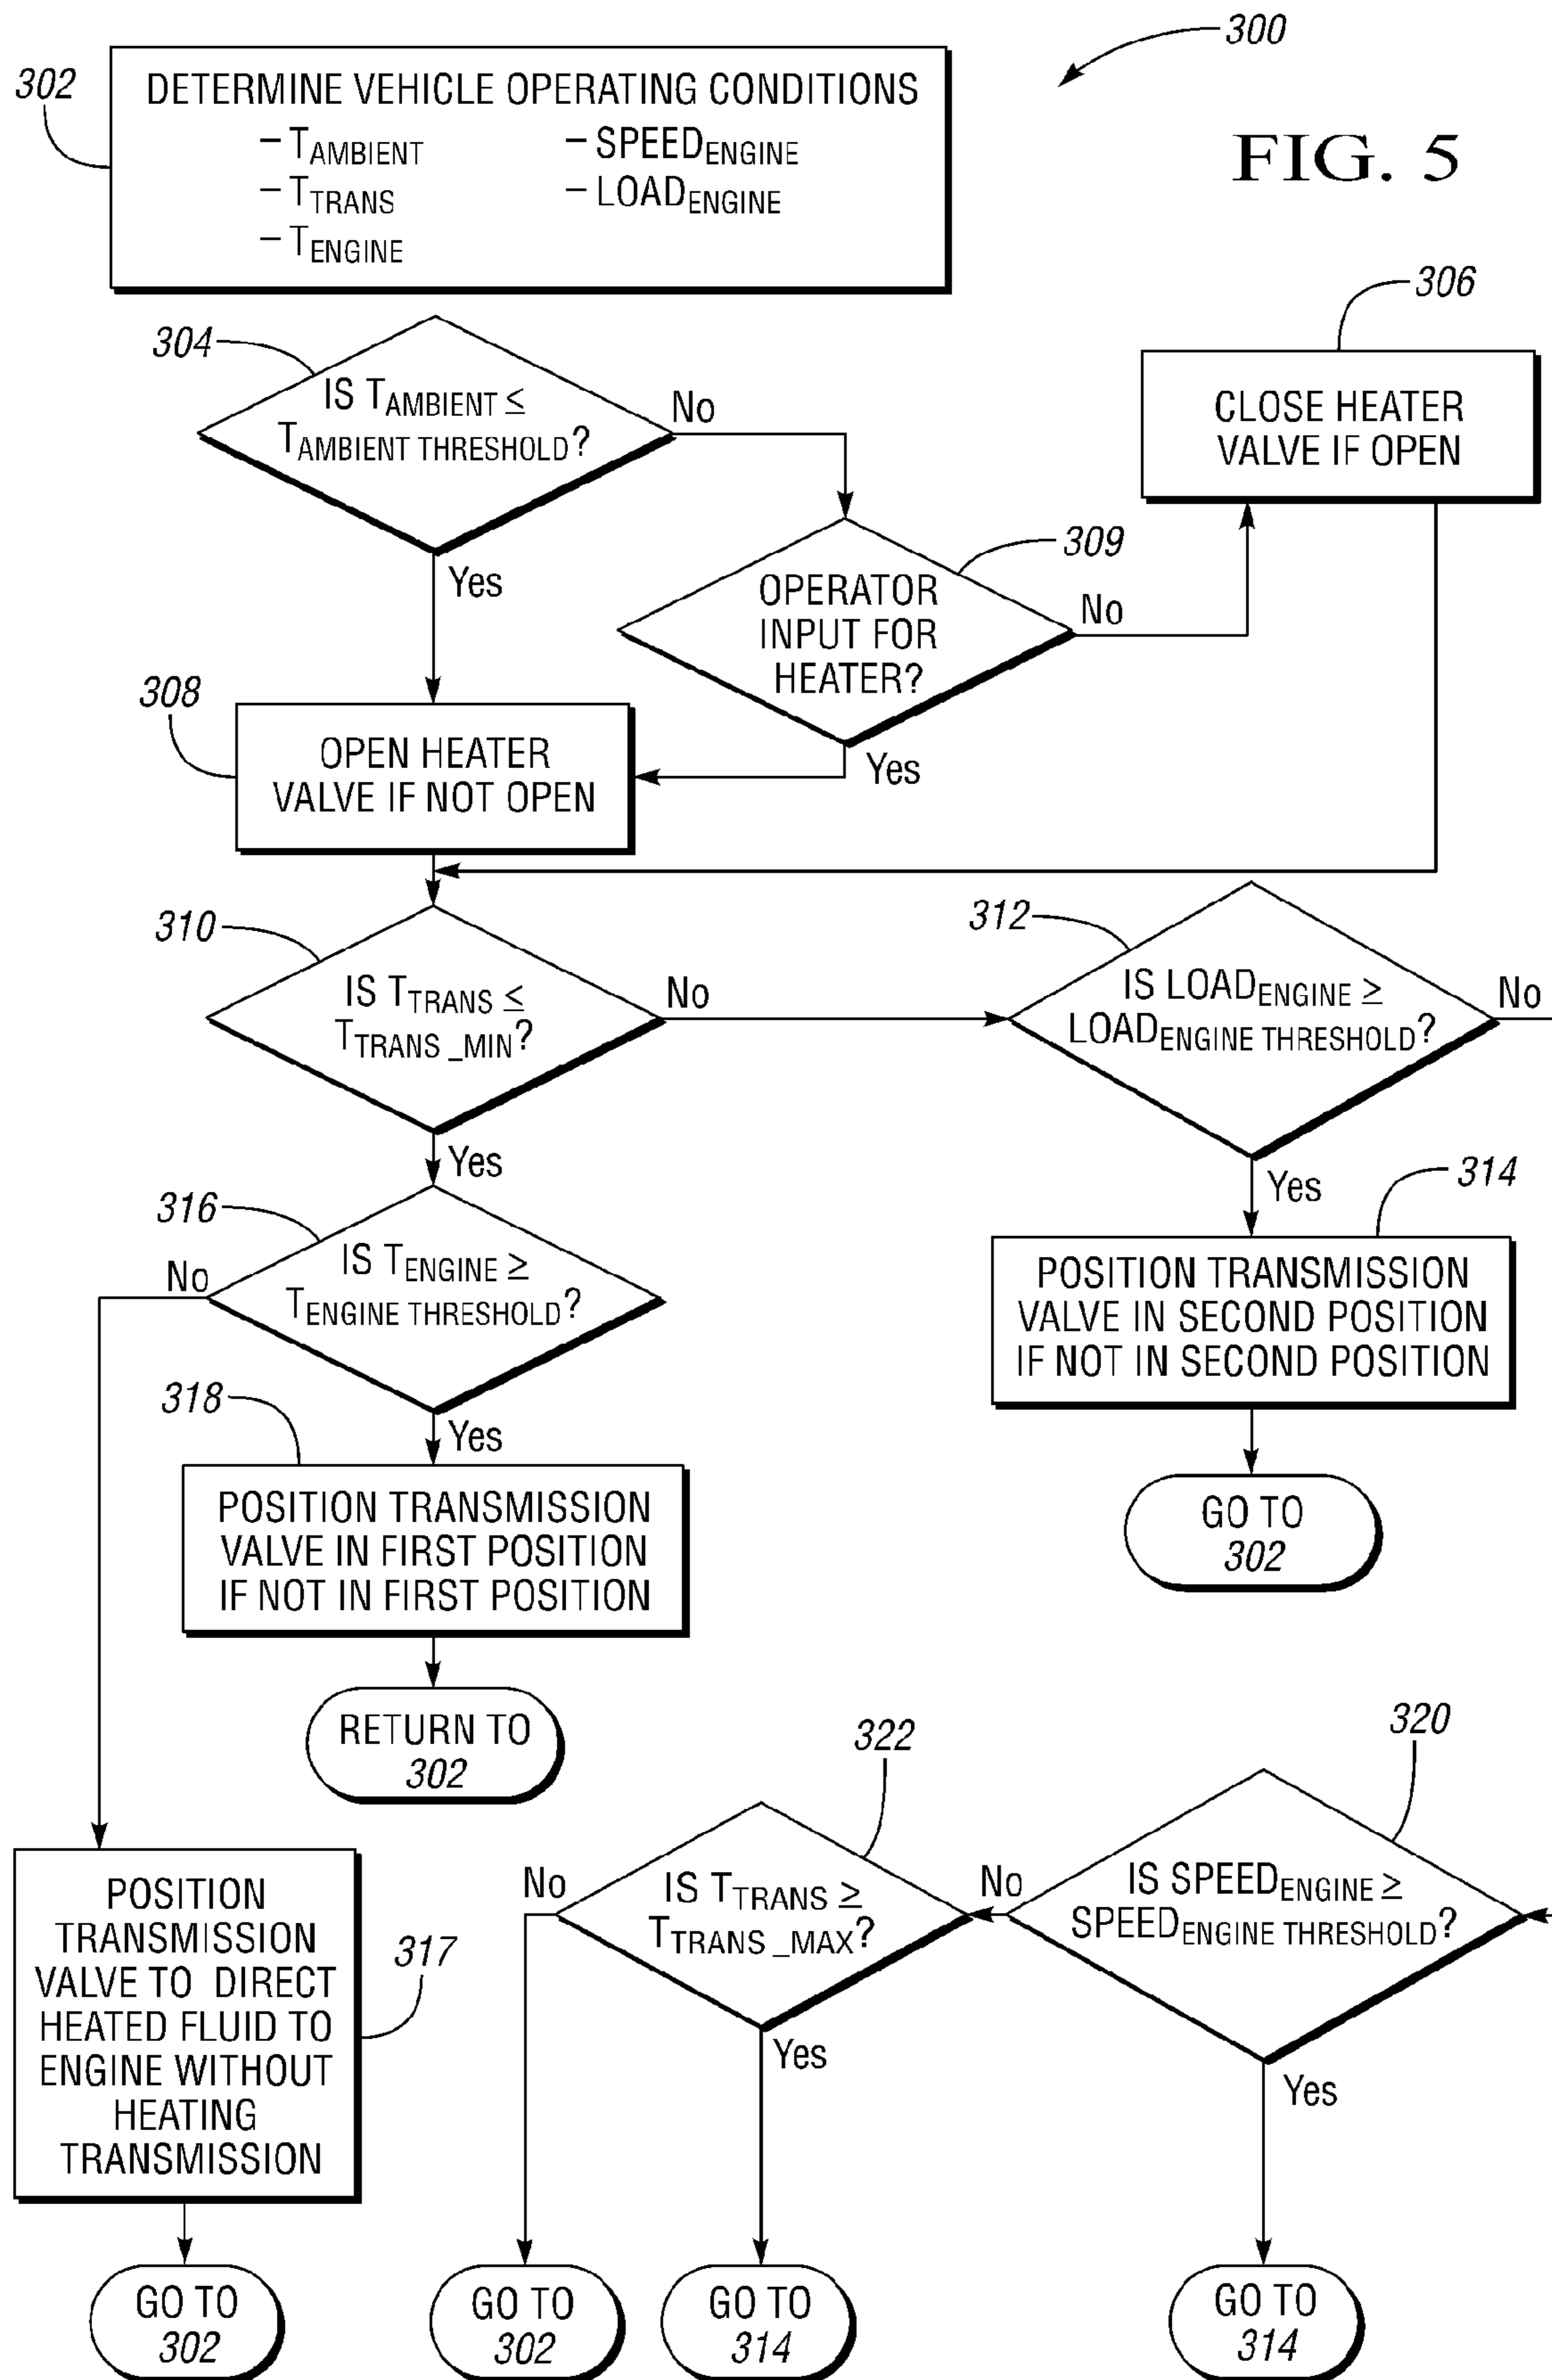 300
FIG. 5
302
DETERMINE VEHICLE OPERATING CONDITIONS
– TAMBIENT
– SPEEDENGINE
– TTRANS
– LOADENGINE
– TENGINE
304
IS TAMBIENT ≤
TAMBIENT THRESHOLD?
No
Yes
306
CLOSE HEATER
VALVE IF OPEN
309
OPERATOR
INPUT FOR
HEATER?
No
Yes
308
OPEN HEATER
VALVE IF NOT OPEN
310
IS TTRANS ≤
TTRANS _MIN?
No
Yes
312
IS LOADENGINE ≥
LOADENGINE THRESHOLD?
No
Yes
314
POSITION TRANSMISSION
VALVE IN SECOND POSITION
IF NOT IN SECOND POSITION
GO TO
302
316
IS TENGINE ≥
TENGINE THRESHOLD?
No
Yes
318
POSITION TRANSMISSION
VALVE IN FIRST POSITION
IF NOT IN FIRST POSITION
RETURN TO
302
317
POSITION
TRANSMISSION
VALVE TO DIRECT
HEATED FLUID TO
ENGINE WITHOUT
HEATING
TRANSMISSION
GO TO
302
320
IS SPEEDENGINE ≥
SPEEDENGINE THRESHOLD?
No
Yes
322
IS TTRANS ≥
TTRANS _MAX?
No
Yes
GO TO
302
GO TO
314
GO TO
314